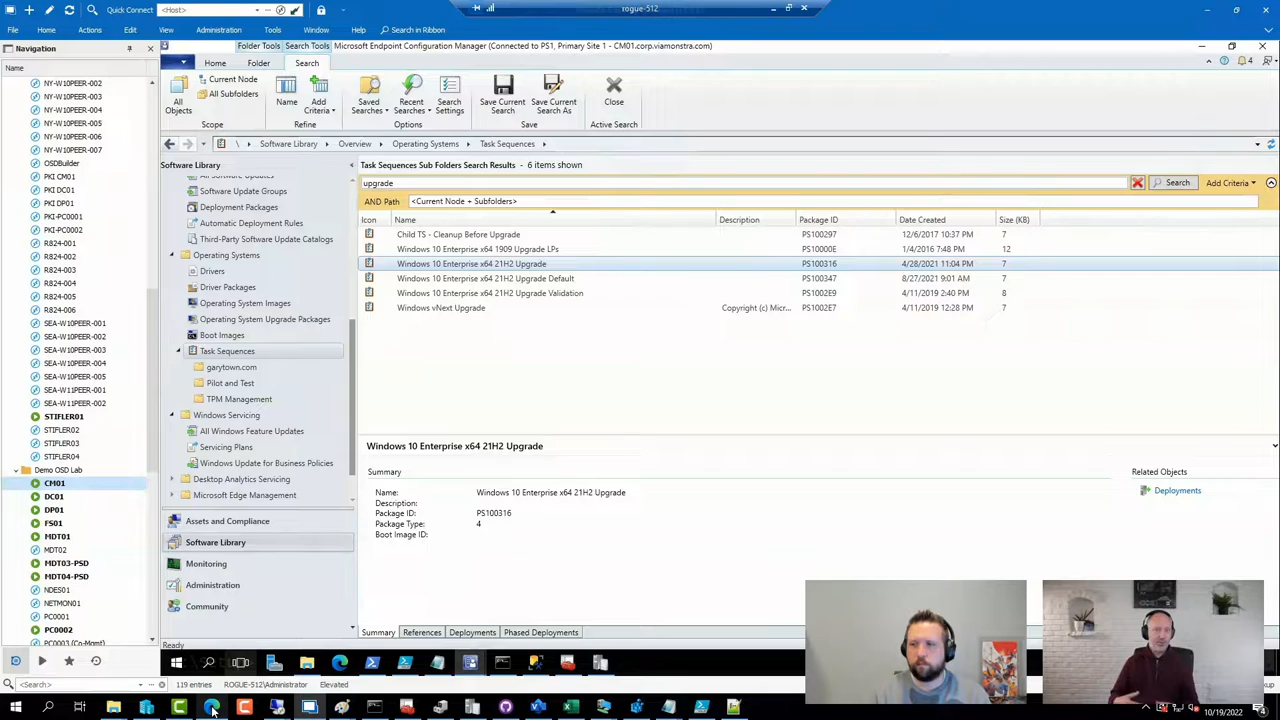 Quick Connect <Host> rogue-512
File Home Actions Edit View Administration Tools Window Help Search in Ribbon
Navigation
Name
NY-W10PEER-002
NY-W10PEER-003
NY-W10PEER-004
NY-W10PEER-005
NY-W10PEER-006
NY-W10PEER-007
OSDBuilder
PKI CM01
PKI DC01
PKI DP01
PKI-PC0001
PKI-PC0002
R824-001
R824-002
R824-003
R824-004
R824-005
R824-006
SEA-W10PEER-001
SEA-W10PEER-002
SEA-W10PEER-003
SEA-W10PEER-004
SEA-W10PEER-005
SEA-W11PEER-001
SEA-W11PEER-002
STIFLER01
STIFLER02
STIFLER03
STIFLER04
Demo OSD Lab
CM01
DC01
DP01
FS01
MDT01
MDT02
MDT03-PSD
MDT04-PSD
NDES01
NETMON01
PC0001
PC0002
PC0003 (Co-Mgmt)
<Search>
Folder Tools Search Tools Microsoft Endpoint Configuration Manager (Connected to PS1, Primary Site 1 - CM01.corp.viamonstra.com)
Home Folder Search
4
All Objects
Current Node
All Subfolders
Scope
Name
Add Criteria
Refine
Saved Searches
Recent Searches
Search Settings
Options
Save Current Search
Save Current Search As
Save
Close
Active Search
\ Software Library Overview Operating Systems Task Sequences
Software Library
All Software Updates
Software Update Groups
Deployment Packages
Automatic Deployment Rules
Third-Party Software Update Catalogs
Operating Systems
Drivers
Driver Packages
Operating System Images
Operating System Upgrade Packages
Boot Images
Task Sequences
garytown.com
Pilot and Test
TPM Management
Windows Servicing
All Windows Feature Updates
Servicing Plans
Windows Update for Business Policies
Desktop Analytics Servicing
Microsoft Edge Management
Assets and Compliance
Software Library
Monitoring
Administration
Community
Task Sequences Sub Folders Search Results - 6 items shown
upgrade Search Add Criteria
AND Path <Current Node + Subfolders>
Icon Name Description Package ID Date Created Size (KB)
Child TS - Cleanup Before Upgrade PS100297 12/6/2017 10:37 PM 7
Windows 10 Enterprise x64 1909 Upgrade LPs PS10000E 1/4/2016 7:48 PM 12
Windows 10 Enterprise x64 21H2 Upgrade PS100316 4/28/2021 11:04 PM 7
Windows 10 Enterprise x64 21H2 Upgrade Default PS100347 8/27/2021 9:01 AM 7
Windows 10 Enterprise x64 21H2 Upgrade Validation PS1002E9 4/11/2019 2:40 PM 8
Windows vNext Upgrade Copyright (c) Micr... PS1002E7 4/11/2019 12:28 PM 7
Windows 10 Enterprise x64 21H2 Upgrade
Summary
Name: Windows 10 Enterprise x64 21H2 Upgrade
Description:
Package ID: PS100316
Package Type: 4
Boot Image ID:
Related Objects
Deployments
Summary References Deployments Phased Deployments
Ready
119 entries ROGUE-512\Administrator Elevated
10/19/2022